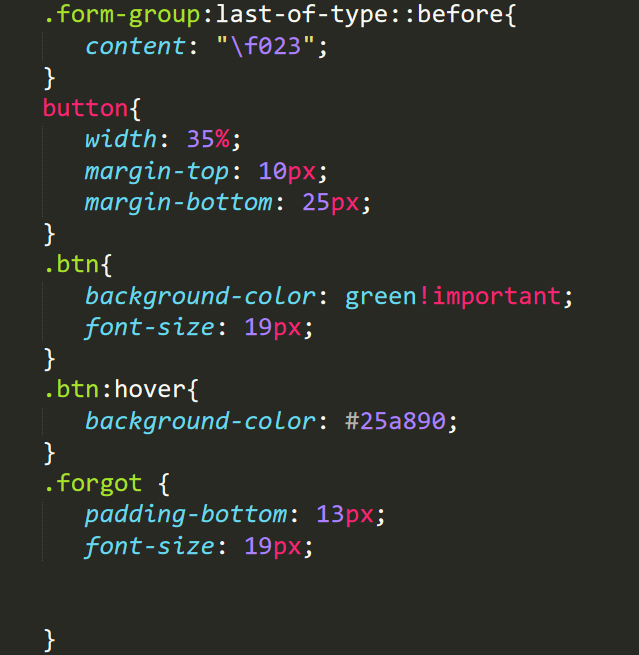 .form-group:last-of-type::before{
content: "\f023";
}
button{
width: 35%;
margin-top: 10px;
margin-bottom: 25px;
}
.btn{
background-color: green!important;
font-size: 19px;
}
.btn:hover{
background-color: #25a890;
}
.forgot {
padding-bottom: 13px;
font-size: 19px;
}